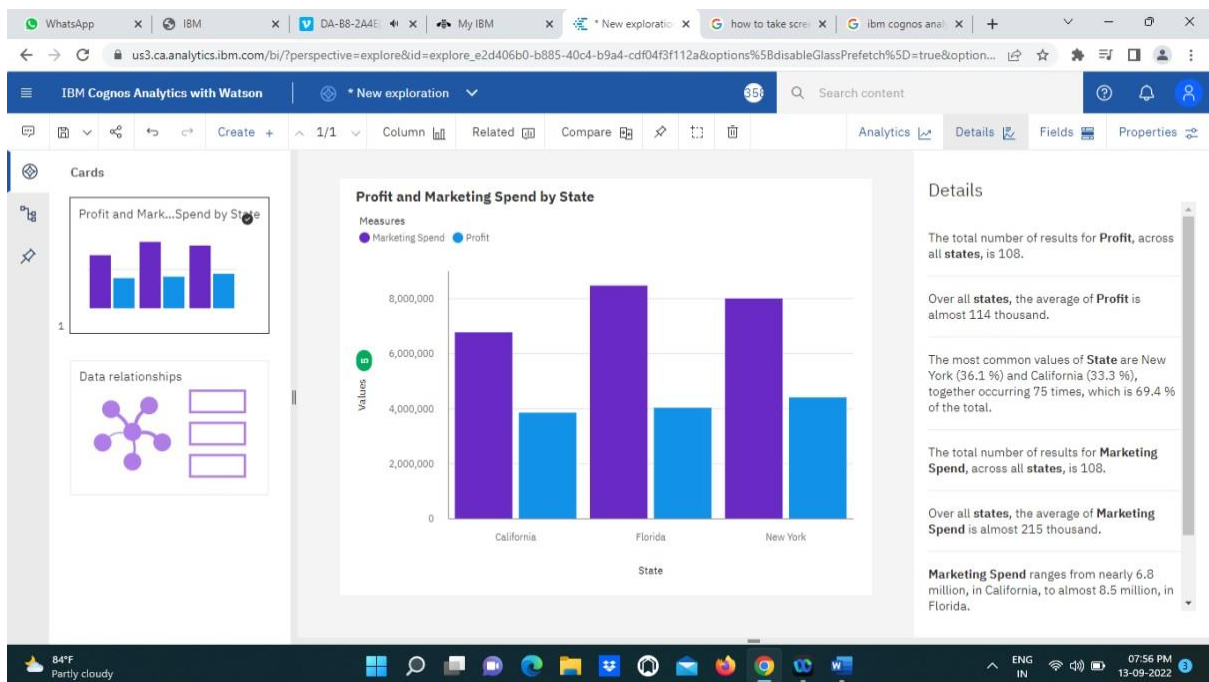 WhatsApp
IBM
DA-B8-2A4E
My IBM
* New exploratio
how to take scre
ibm cognos anal
us3.ca.analytics.ibm.com/bi/?perspective=explore&id=explore_e2d406b0-b885-40c4-b9a4-cdf04f3f112a&options%5BdisableGlassPrefetch%5D=true&option...
IBM Cognos Analytics with Watson
* New exploration
358
Search content
Create +
1/1
Column
Related
Compare
Analytics
Details
Fields
Properties
Cards
Profit and Mark...Spend by State
1
Data relationships
Profit and Marketing Spend by State
Measures
Marketing Spend
Profit
8,000,000
6,000,000
4,000,000
2,000,000
0
Values
California
Florida
New York
State
Details
The total number of results for Profit, across
all states, is 108.
Over all states, the average of Profit is
almost 114 thousand.
The most common values of State are New
York (36.1 %) and California (33.3 %),
together occurring 75 times, which is 69.4 %
of the total.
The total number of results for Marketing
Spend, across all states, is 108.
Over all states, the average of Marketing
Spend is almost 215 thousand.
Marketing Spend ranges from nearly 6.8
million, in California, to almost 8.5 million, in
Florida.
84°F
Partly cloudy
ENG
IN
07:56 PM
13-09-2022
3